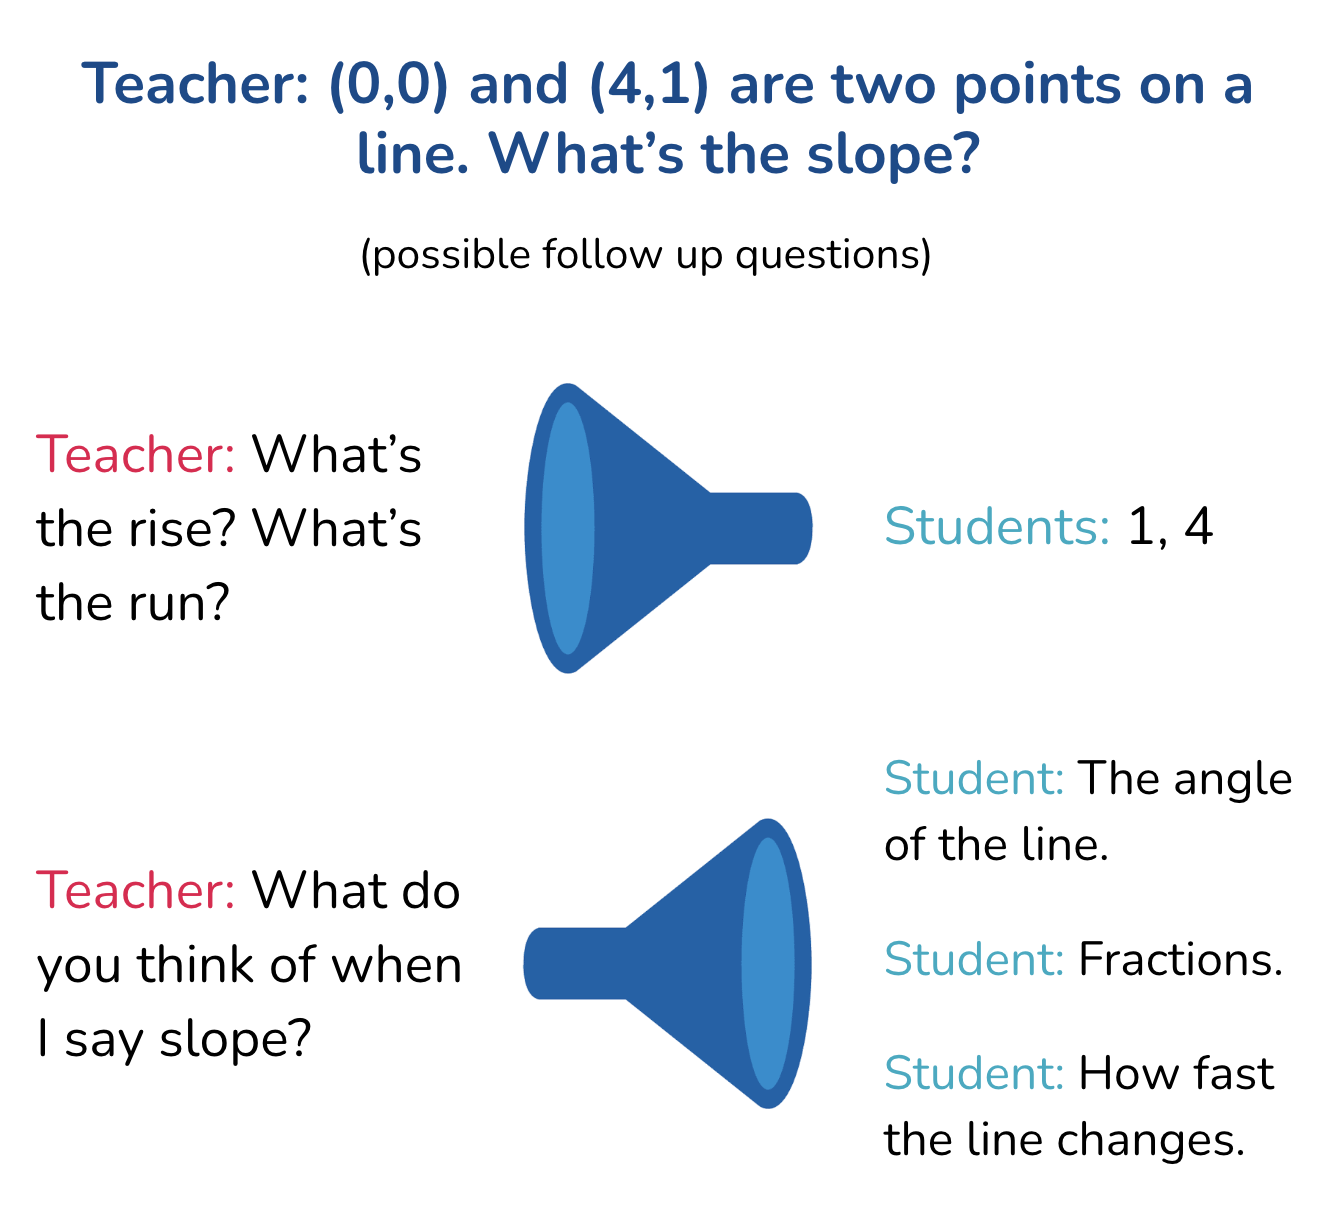 Teacher: (0,0) and (4,1) are two points on a
line. What’s the slope?
(possible follow up questions)
Teacher: What’s
the rise? What’s
the run?
Students: 1, 4
Teacher: What do
you think of when
I say slope?
Student: The angle
of the line.
Student: Fractions.
Student: How fast
the line changes.